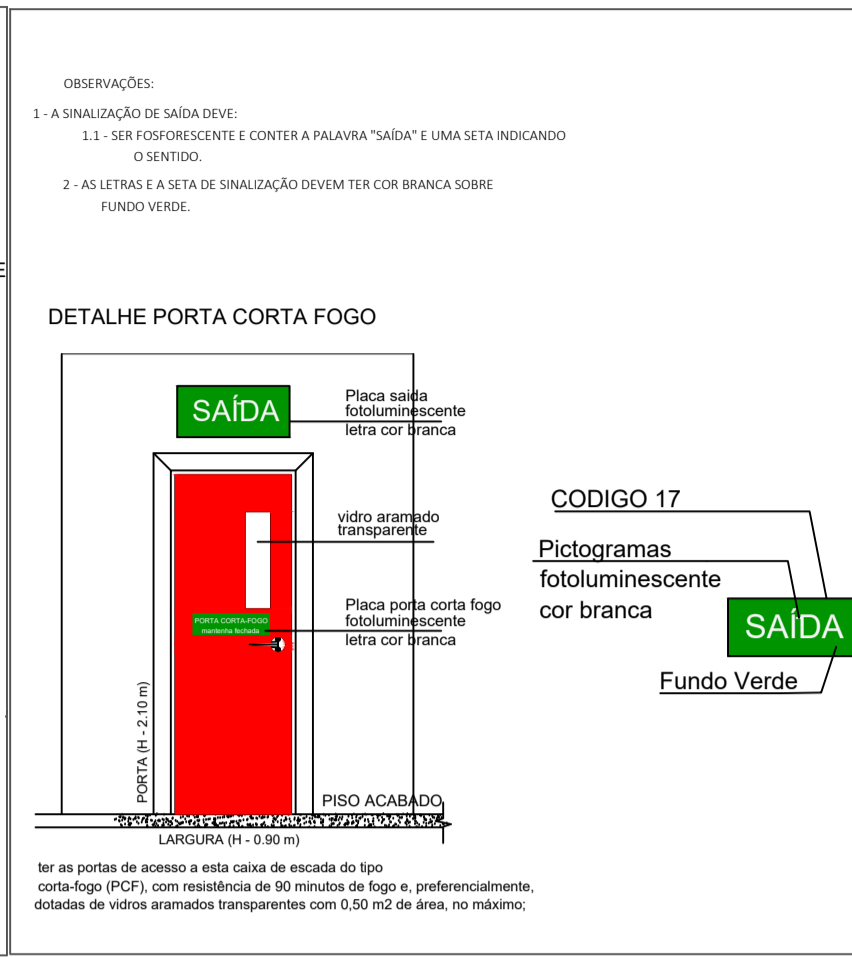 OBSERVAÇÕES:
1 - A SINALIZAÇÃO DE SAÍDA DEVE:
1.1 - SER FOSFORESCENTE E CONTER A PALAVRA "SAÍDA" E UMA SETA INDICANDO
O SENTIDO.
2 - AS LETRAS E A SETA DE SINALIZAÇÃO DEVEM TER COR BRANCA SOBRE
FUNDO VERDE.
DETALHE PORTA CORTA FOGO
SAÍDA
Placa saida
fotoluminescente
letra cor branca
vidro aramado
transparente
PORTA CORTA-FOGO
mantenha fechada
Placa porta corta fogo
fotoluminescente
letra cor branca
PORTA (H - 2.10 m)
PISO ACABADO
LARGURA (H - 0.90 m)
CODIGO 17
Pictogramas
fotoluminescente
cor branca
SAÍDA
Fundo Verde
ter as portas de acesso a esta caixa de escada do tipo
corta-fogo (PCF), com resistência de 90 minutos de fogo e, preferencialmente,
dotadas de vidros aramados transparentes com 0,50 m2 de área, no máximo;